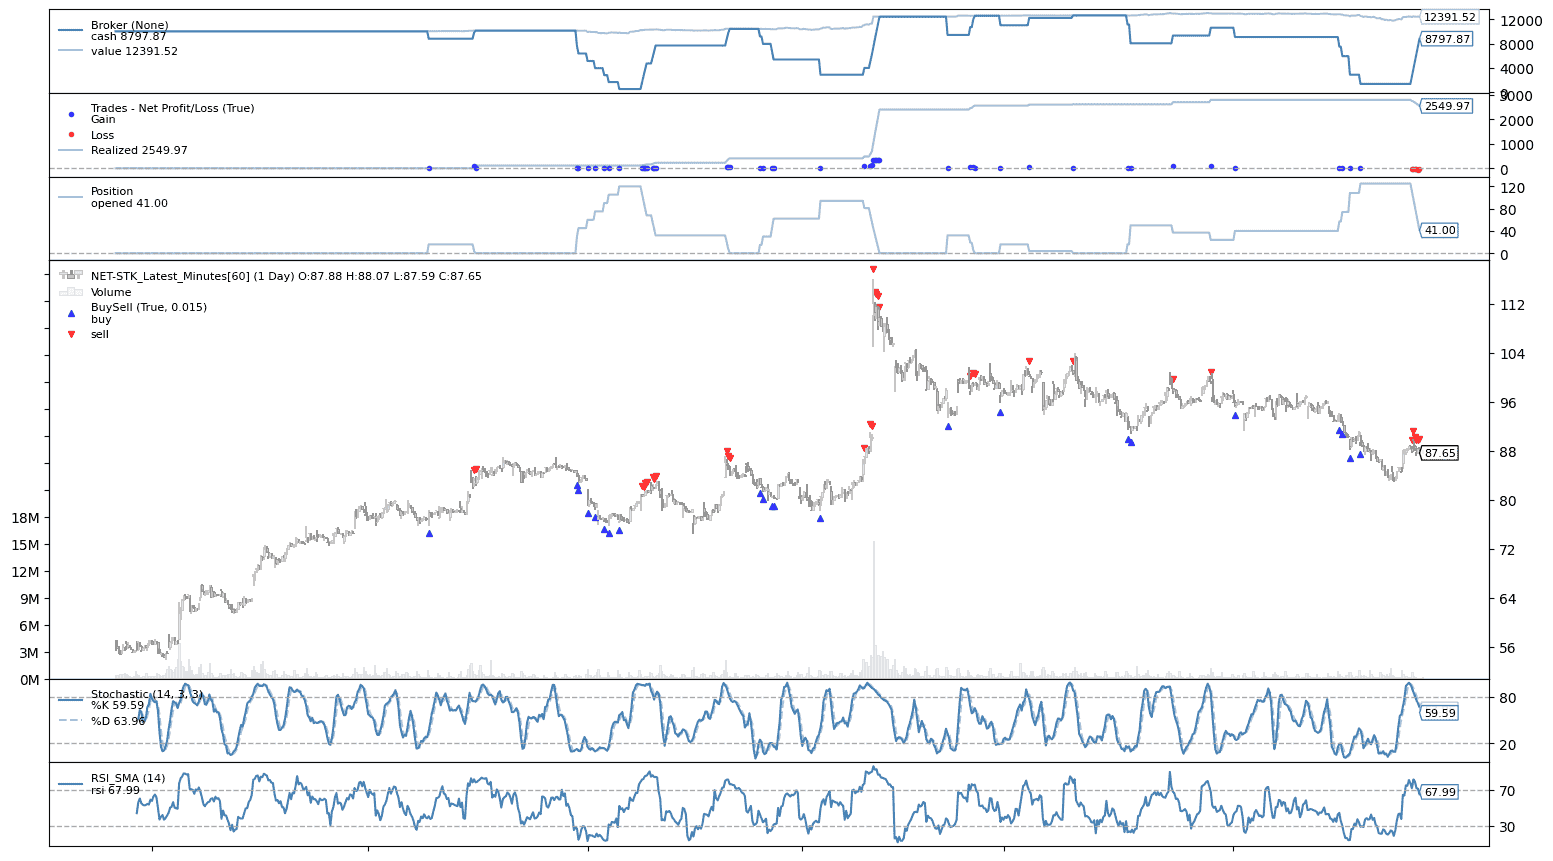 Broker (None)
cash 8797.87
value 12391.52
12391.52
12000
8797.87
8000
4000
0
Trades - Net Profit/Loss (True)
Gain
Loss
Realized 2549.97
3000
2549.97
2000
1000
0
Position
opened 41.00
120
80
41.00
40
0
NET-STK_Latest_Minutes[60] (1 Day) O:87.88 H:88.07 L:87.59 C:87.65
Volume
BuySell (True, 0.015)
buy
sell
112
104
96
88
87.65
80
72
64
56
18M
15M
12M
9M
6M
3M
0M
Stochastic (14, 3, 3)
%K 59.59
%D 63.96
80
59.59
20
RSI_SMA (14)
rsi 67.99
70
67.99
30